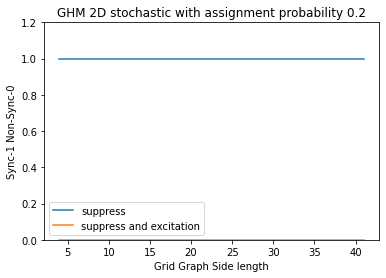 GHM 2D stochastic with assignment probability 0.2
1.2
1.0
0.8
0.6
0.4
0.2
0.0
Sync-1 Non-Sync-0
suppress
suppress and excitation
5 10 15 20 25 30 35 40
Grid Graph Side length